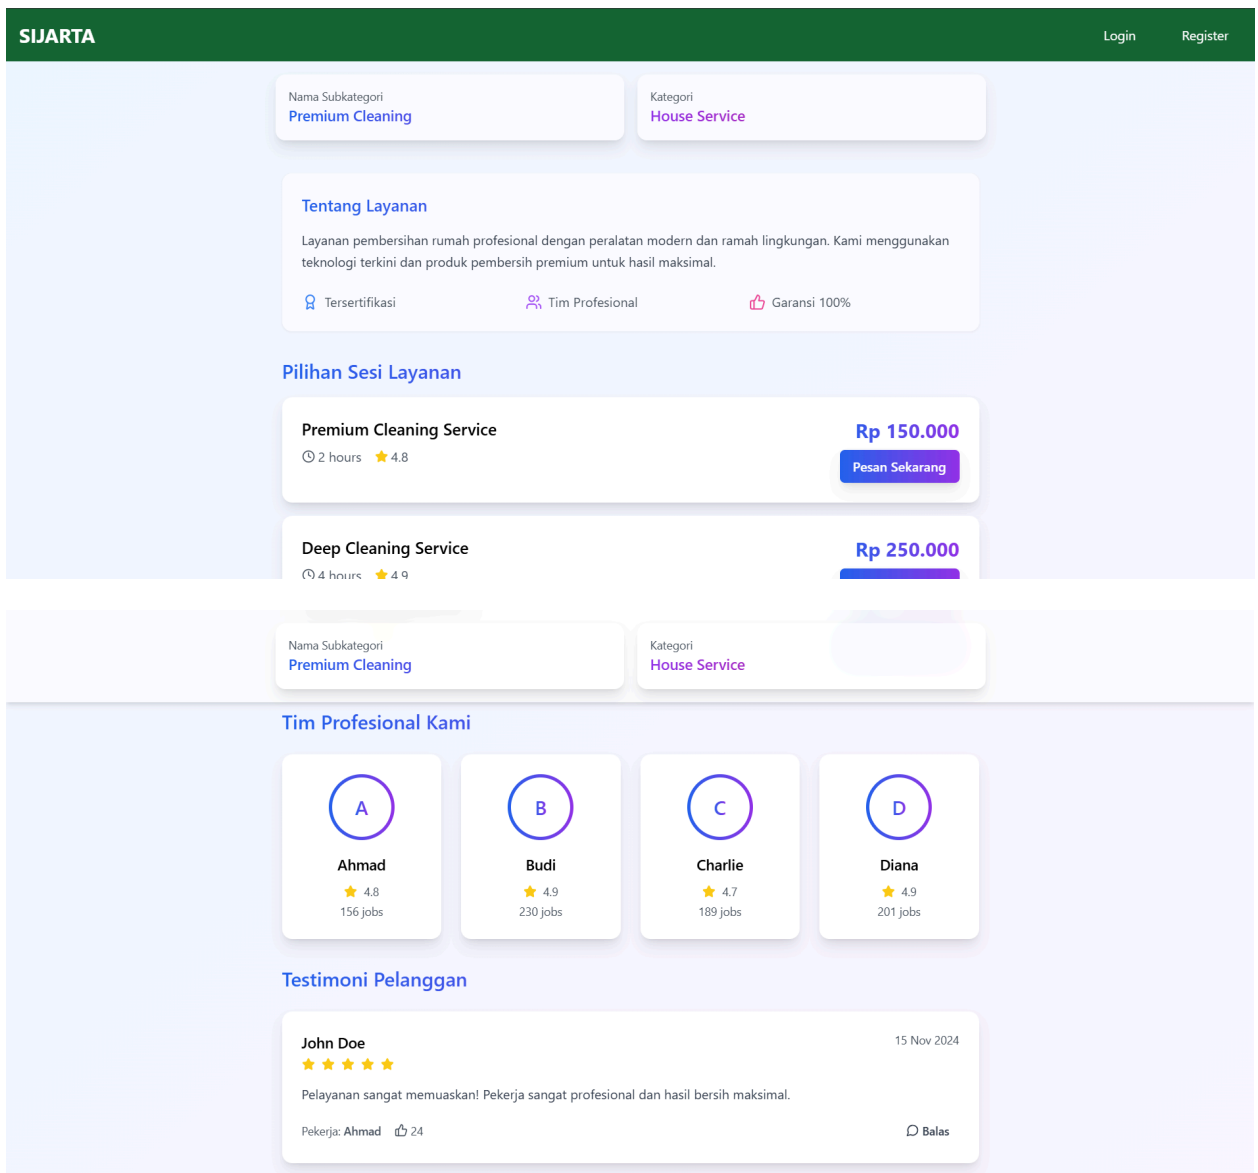 SIJARTA
Login Register
Nama Subkategori
Premium Cleaning
Kategori
House Service
Tentang Layanan
Layanan pembersihan rumah profesional dengan peralatan modern dan ramah lingkungan. Kami menggunakan
teknologi terkini dan produk pembersih premium untuk hasil maksimal.
Tersertifikasi
Tim Profesional
Garansi 100%
Pilihan Sesi Layanan
Premium Cleaning Service
2 hours 4.8
Rp 150.000
Pesan Sekarang
Deep Cleaning Service
4 hours 4.9
Rp 250.000
Nama Subkategori
Premium Cleaning
Kategori
House Service
Tim Profesional Kami
A
Ahmad
4.8
156 jobs
B
Budi
4.9
230 jobs
C
Charlie
4.7
189 jobs
D
Diana
4.9
201 jobs
Testimoni Pelanggan
John Doe
15 Nov 2024
Pelayanan sangat memuaskan! Pekerja sangat profesional dan hasil bersih maksimal.
Pekerja: Ahmad 24
Balas